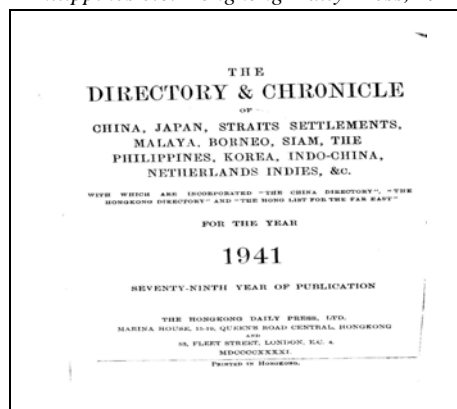 THE
DIRECTORY & CHRONICLE
OF
CHINA, JAPAN, STRAITS SETTLEMENTS,
MALAYA, BORNEO, SIAM, THE
PHILIPPINES, KOREA, INDO-CHINA,
NETHERLANDS INDIES, &c.
WITH WHICH ARE INCORPORATED "THE CHINA DIRECTORY", "THE
HONGKONG DIRECTORY" AND "THE HONG LIST FOR THE FAR EAST"
FOR THE YEAR
1941
SEVENTY-NINTH YEAR OF PUBLICATION
THE HONGKONG DAILY PRESS, LTD.
MARINA HOUSE, 15-19, QUEEN'S ROAD CENTRAL, HONGKONG
AND
FLEET STREET, LONDON, E.C. 4.
MDCCCCXXXXI.
PRINTED IN HONGKONG.